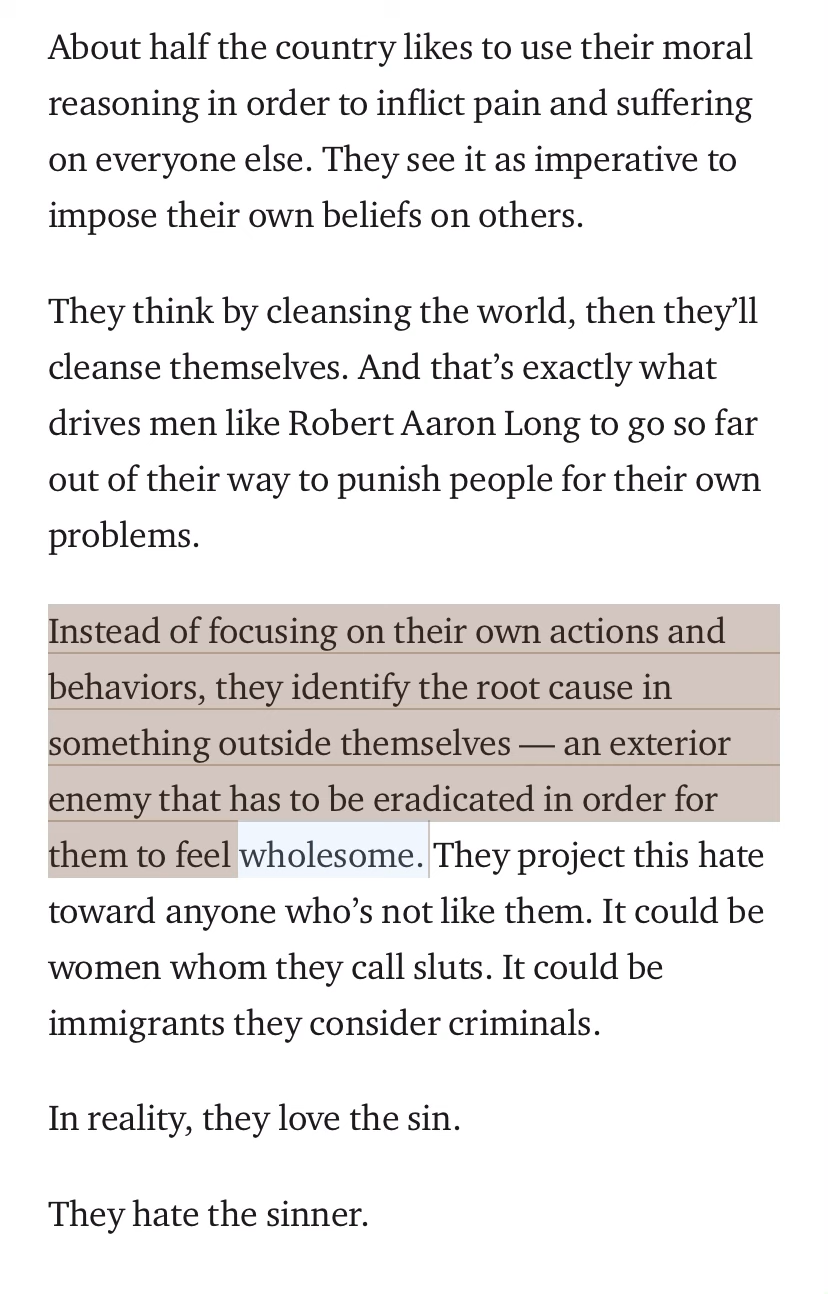 About half the country likes to use their moral
reasoning in order to inflict pain and suffering
on everyone else. They see it as imperative to
impose their own beliefs on others.
They think by cleansing the world, then they’ll
cleanse themselves. And that’s exactly what
drives men like Robert Aaron Long to go so far
out of their way to punish people for their own
problems.
Instead of focusing on their own actions and
behaviors, they identify the root cause in
something outside themselves — an exterior
enemy that has to be eradicated in order for
them to feel wholesome. They project this hate
toward anyone who’s not like them. It could be
women whom they call sluts. It could be
immigrants they consider criminals.
In reality, they love the sin.
They hate the sinner.